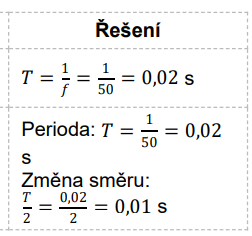 Řešení
T = 1/f = 1/50 = 0,02 s
Perioda: T = 1/50 = 0,02
s
Změna směru:
T/2 = 0,02/2 = 0,01 s